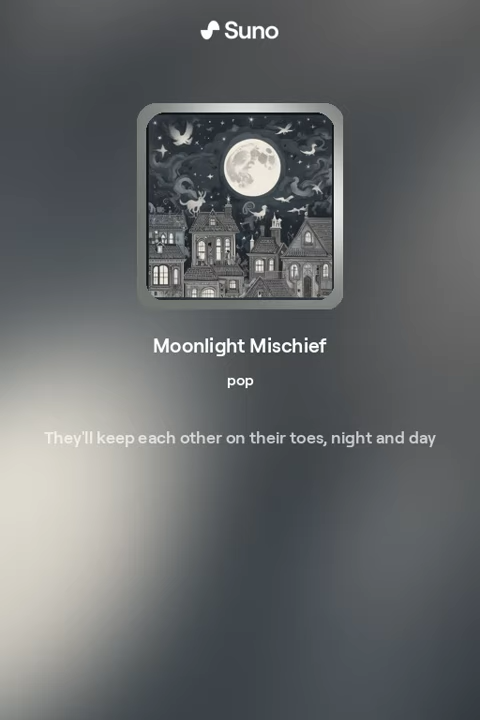 Suno
Moonlight Mischief
pop
They'll keep each other on their toes, night and day